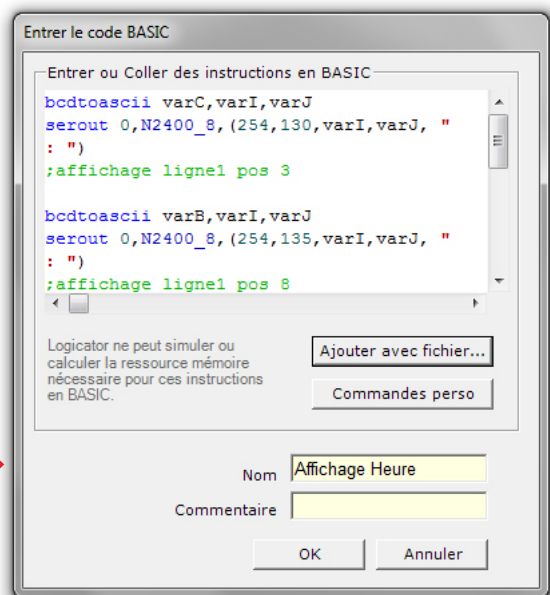 Entrer le code BASIC
Entrer ou Coller des instructions en BASIC
bcdtoascii varC,varI,varJ
serout 0,N2400_8,(254,130,varI,varJ, "
: ")
;affichage ligne1 pos 3
bcdtoascii varB,varI,varJ
serout 0,N2400_8,(254,135,varI,varJ, "
: ")
;affichage ligne1 pos 8
Logicator ne peut simuler ou
calculer la ressource mémoire
nécessaire pour ces instructions
en BASIC.
Ajouter avec fichier...
Commandes perso
Nom Affichage Heure
Commentaire
OK Annuler